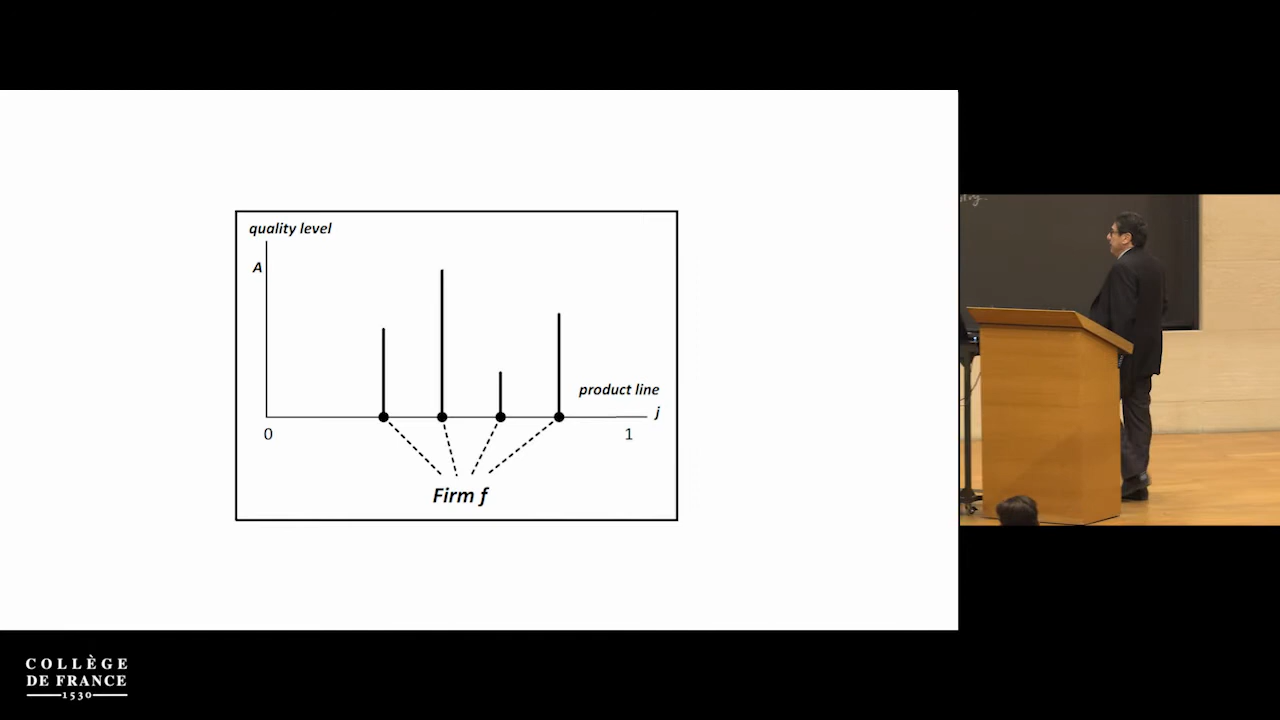 quality level
A
product line
j
0
1
Firm f
COLLÈGE
DE FRANCE
1530